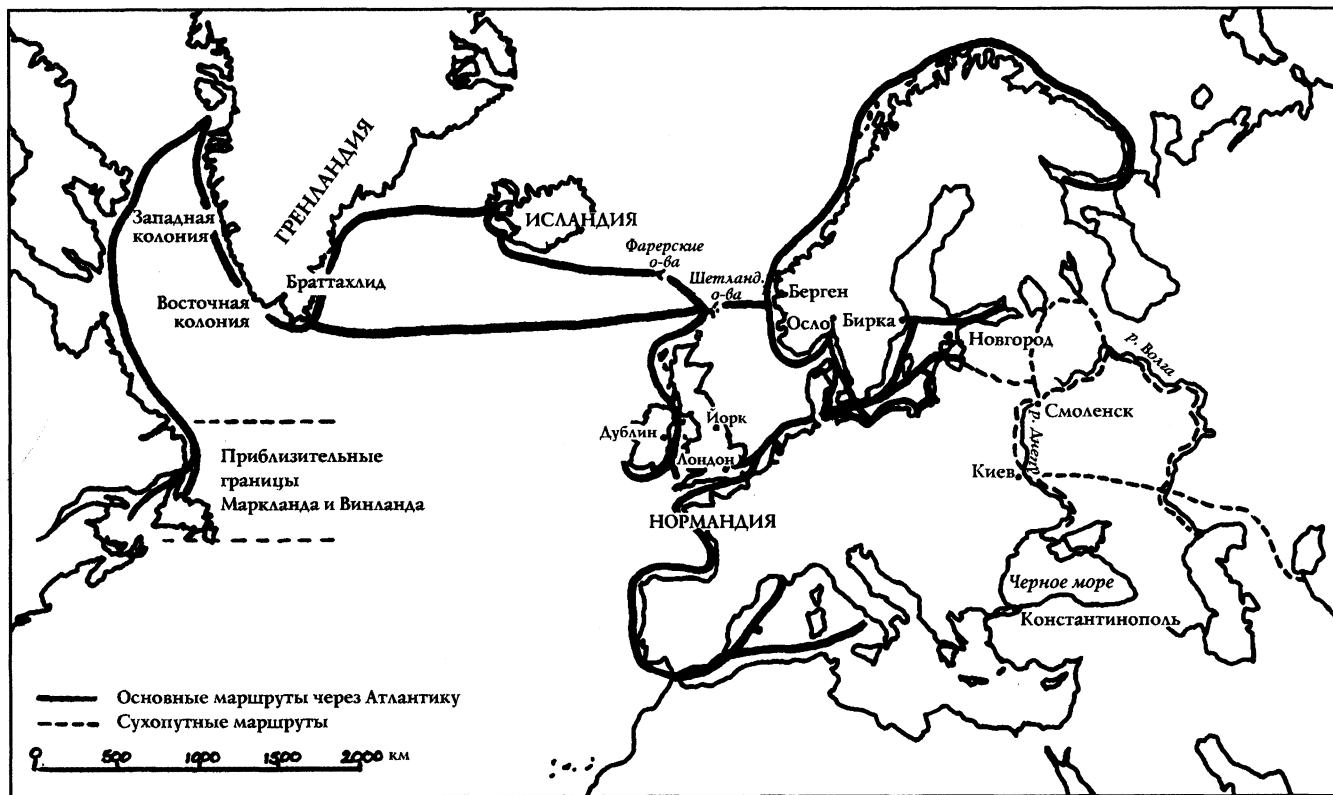 ГРЕНЛАНДИЯ
Западная
колония
ИСЛАНДИЯ
Фарерские
о-ва
Браттахлид
Шетланд.
о-ва
Восточная
колония
Берген
Осло
Бирка
Новгород
р. Волга
Смоленск
р. Днепр
Йорк
Дублин
Лондон
Киев
Приблизительные
границы
Маркланда и Винланда
НОРМАНДИЯ
Черное море
Константинополь
Основные маршруты через Атлантику
Сухопутные маршруты
0 500 1000 1500 2000 км